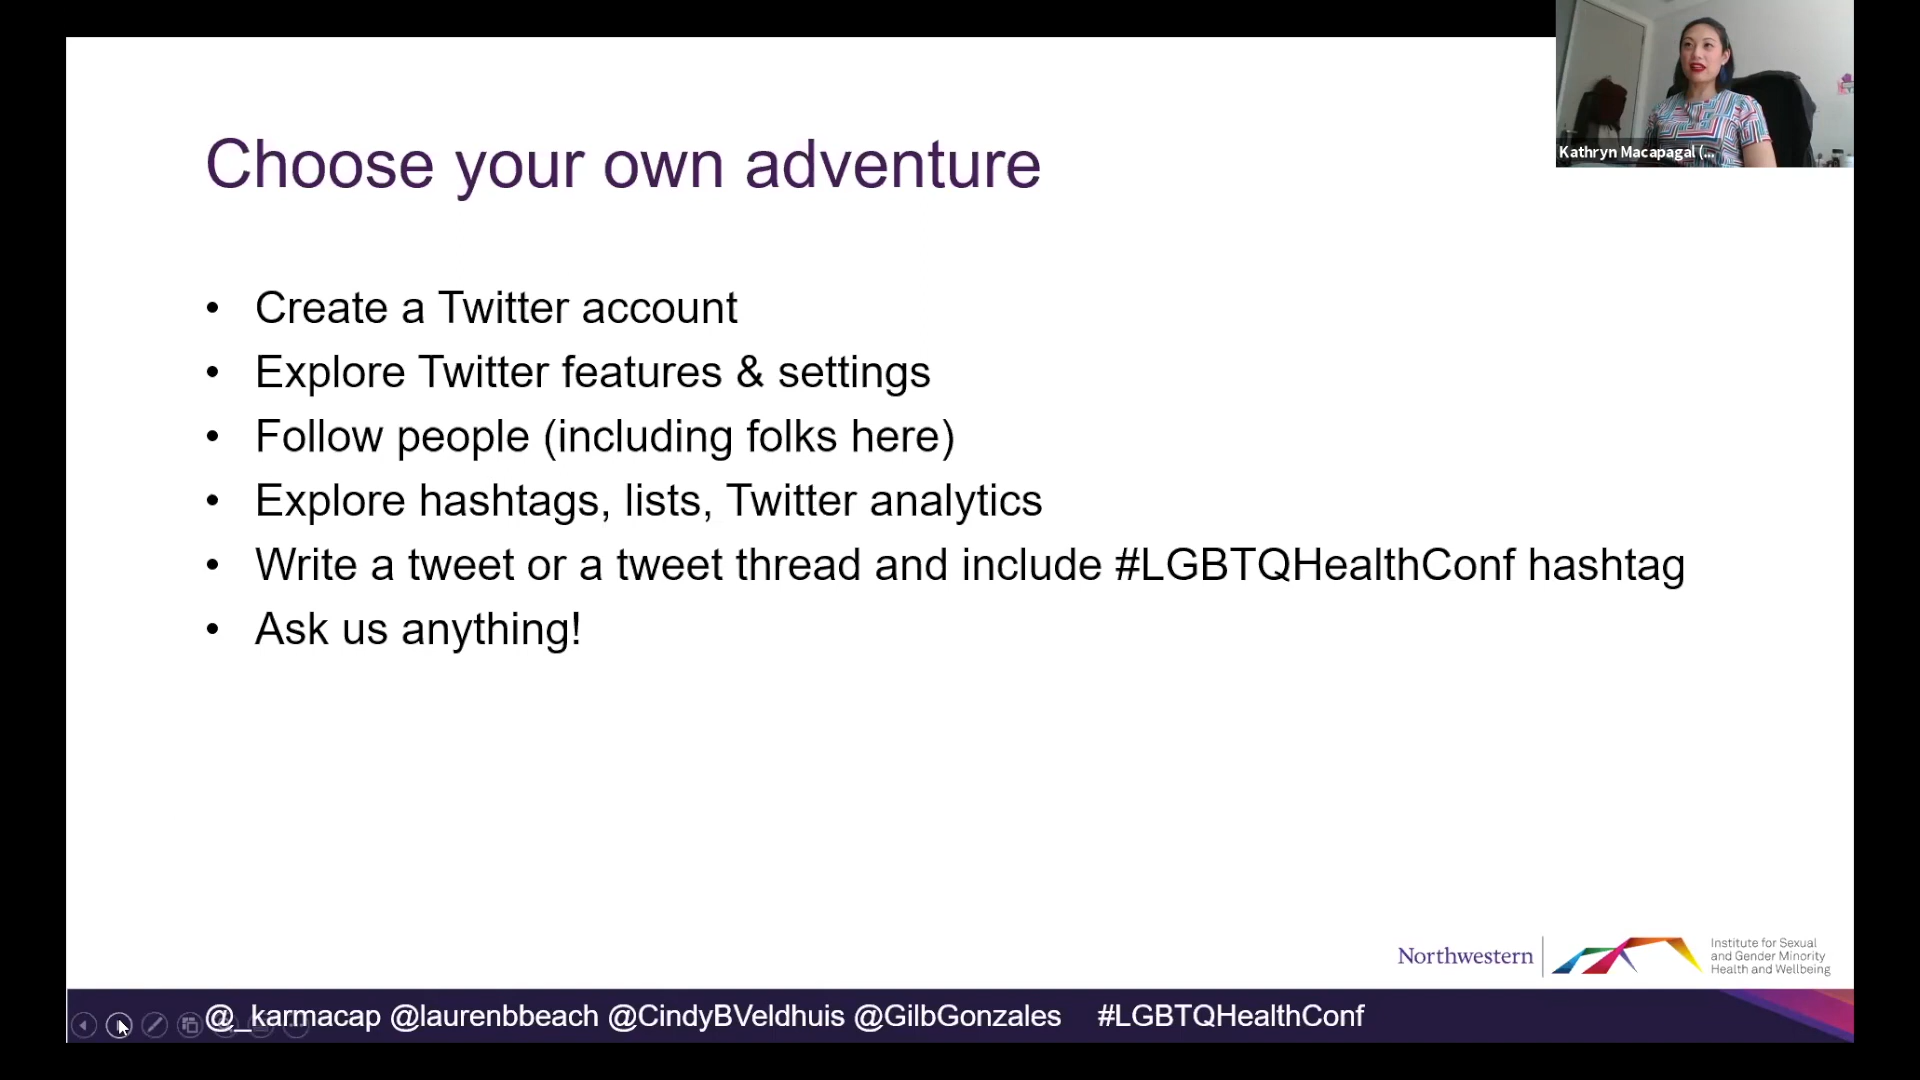 Kathryn Macapagal (...
Choose your own adventure
• Create a Twitter account
• Explore Twitter features & settings
• Follow people (including folks here)
• Explore hashtags, lists, Twitter analytics
• Write a tweet or a tweet thread and include #LGBTQHealthConf hashtag
• Ask us anything!
Northwestern
Institute for Sexual
and Gender Minority
Health and Wellbeing
@_karmacap @laurenbbeach @CindyBVeldhuis @GilbGonzales #LGBTQHealthConf